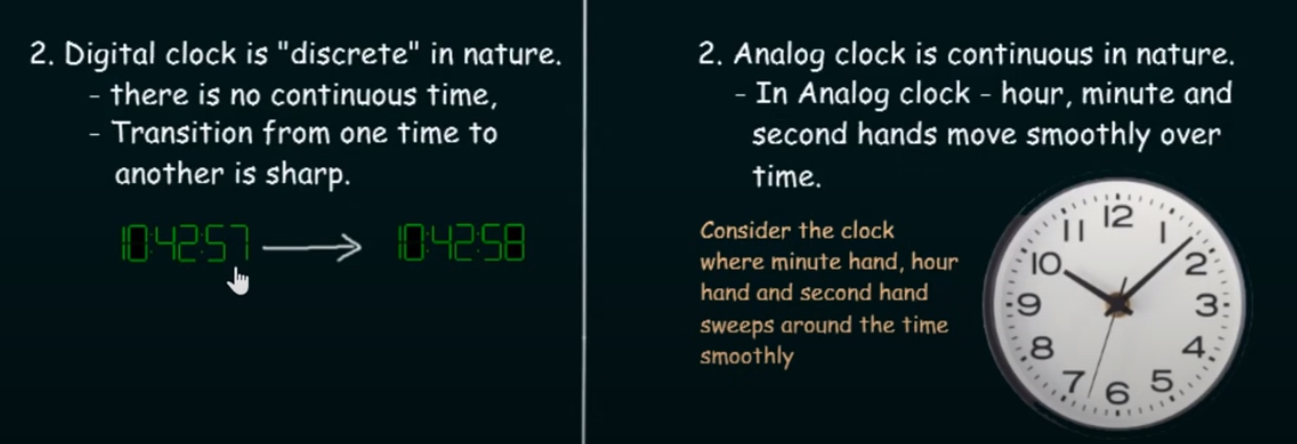 2. Digital clock is "discrete" in nature.
- there is no continuous time,
- Transition from one time to
another is sharp.
10:42:57
10:42:58
2. Analog clock is continuous in nature.
- In Analog clock - hour, minute and
second hands move smoothly over
time.
Consider the clock
where minute hand, hour
hand and second hand
sweeps around the time
smoothly
12
1
2
3
4
5
6
7
8
9
10
11